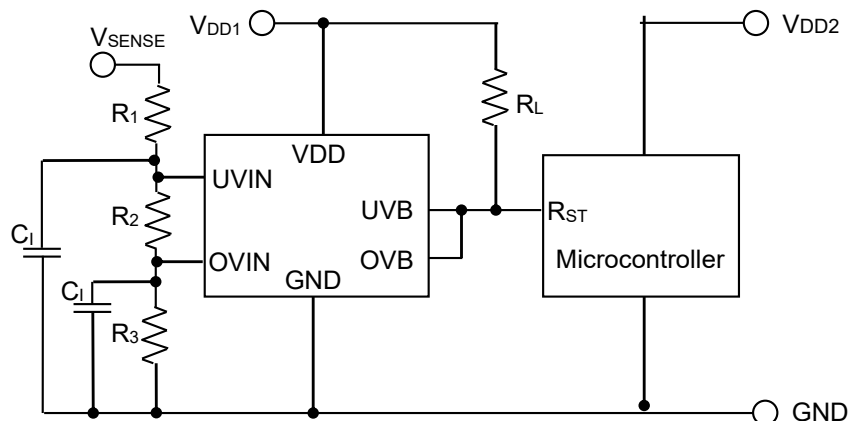 VDD1
VDD2
VSENSE
R1
RL
VDD
UVIN
R2
UVB
RST
CI
OVIN
OVB
Microcontroller
GND
CI
R3
GND